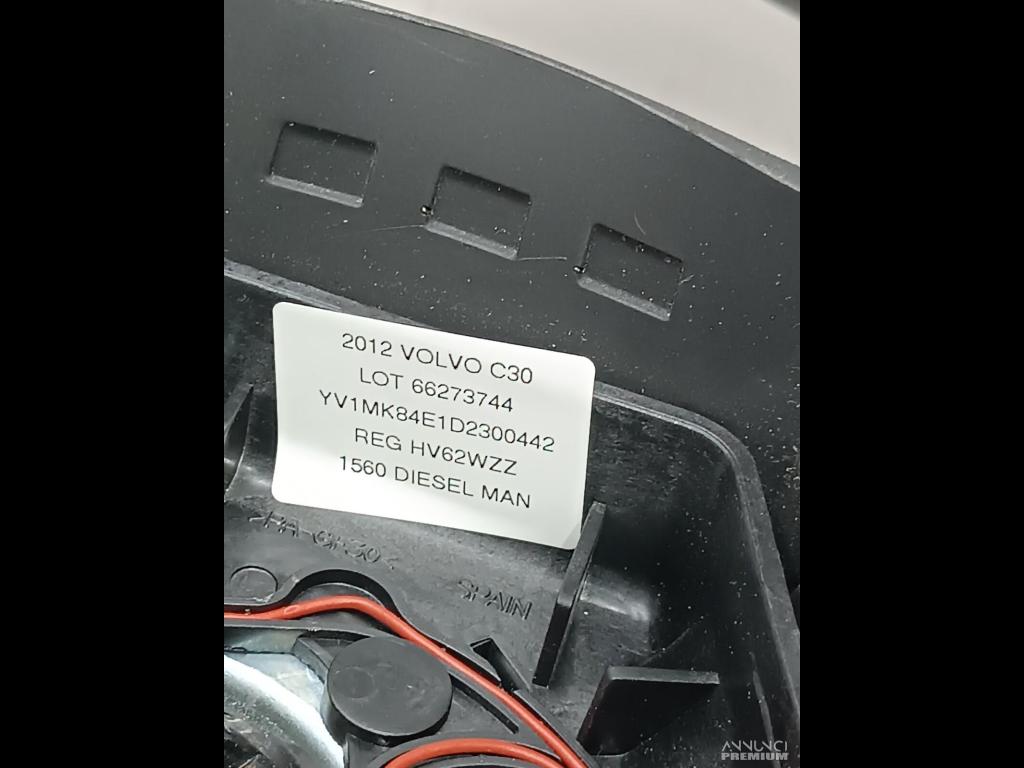 2012 VOLVO C30
LOT 66273744
YV1MK84E1D2300442
REG HV62WZZ
1560 DIESEL MAN
SPAIN
ANNUNCI
PREMIUM